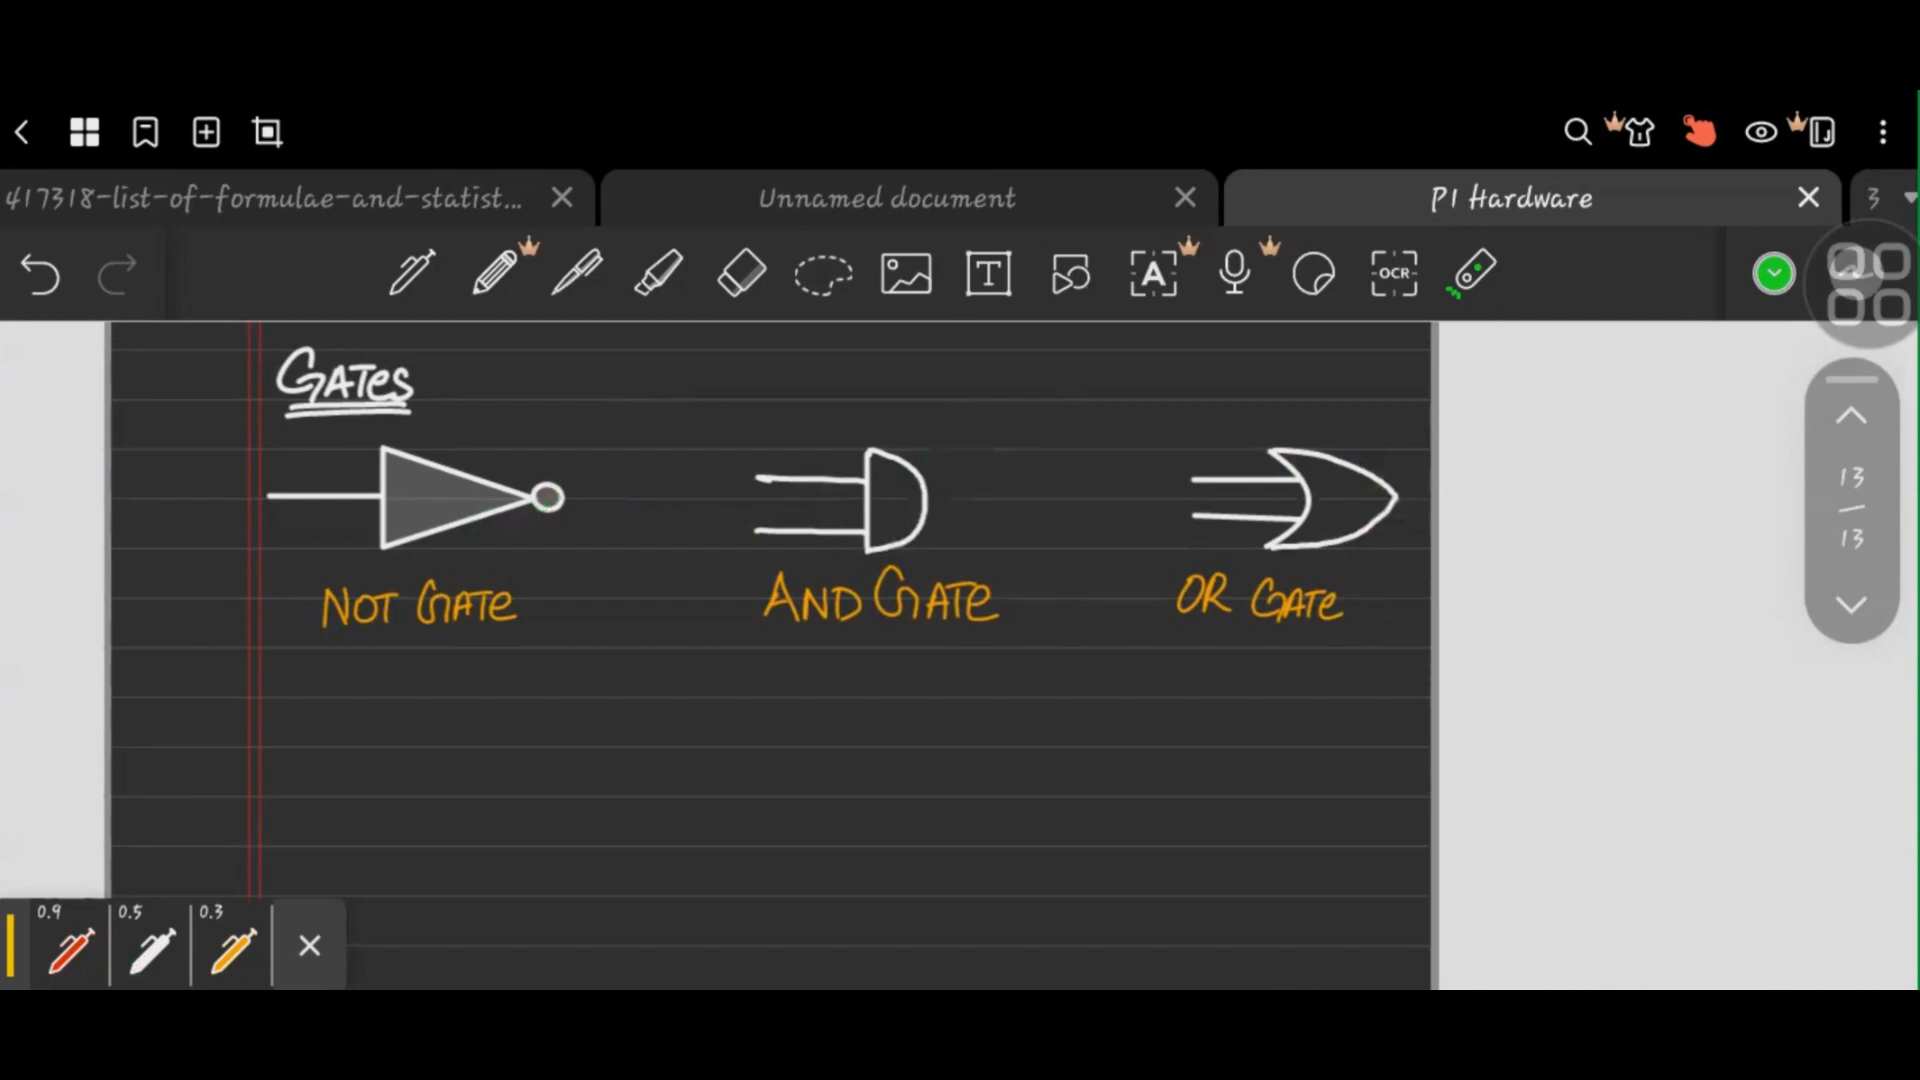 417318-list-of-formulae-and-statist...
Unnamed document
P1 Hardware
3
T
A
OCR
GATES
NOT GATE
AND GATE
OR GATE
13
13
0.9
0.5
0.3